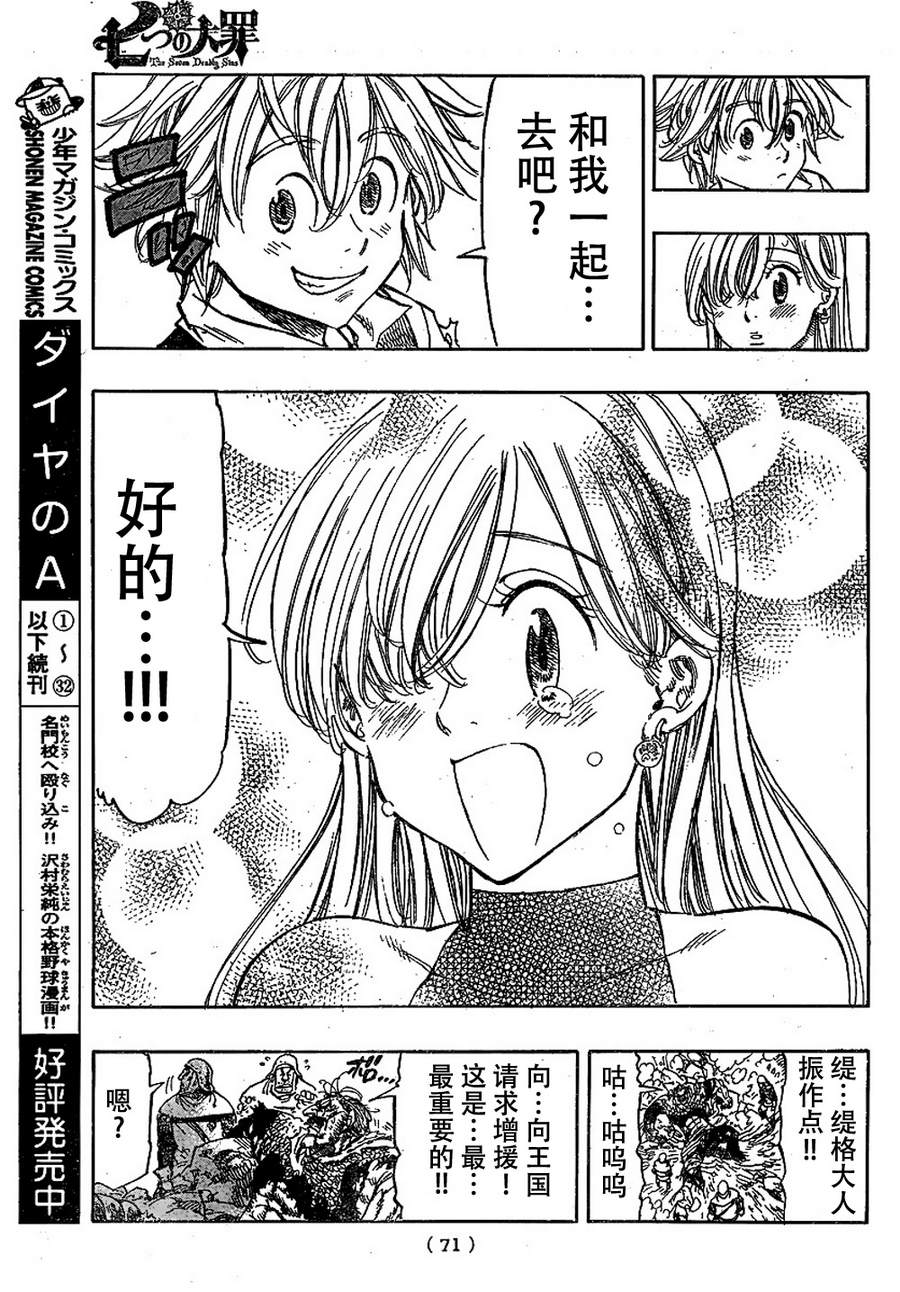 七つの大罪
The Seven Deadly Sins
和我一起…
去吧?
好的……!!!
缇…缇格大人
振作点!!
咕…咕呜呜
向…向王国
请求增援!
这是…最…
最重要的!!
ボロ…
嗯?
少年マガジン・コミックス
SHONEN MAGAZINE COMICS
ダイヤのA
①~㉜
以下続刊
名門校へ殴り込み!! 沢村栄純の本格野球漫画!!
好評発売中
(71)